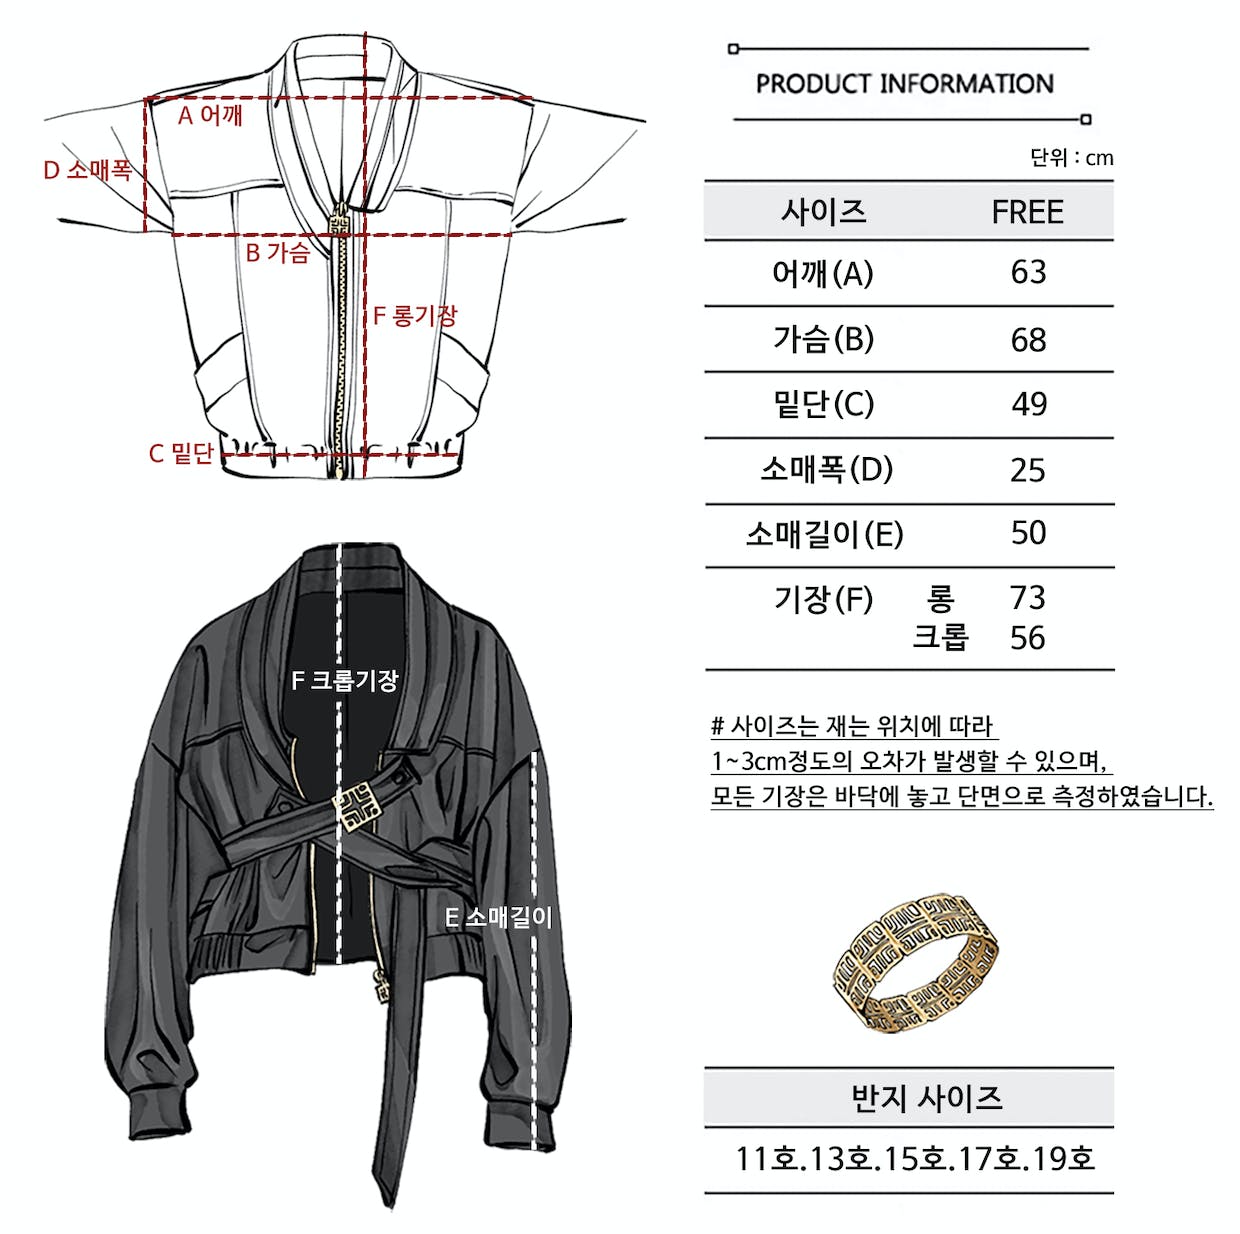 A 어깨
D 소매폭
B 가슴
F 롱기장
C 밑단
F 크롭기장
E 소매길이
PRODUCT INFORMATION
단위 : cm
사이즈 FREE
어깨(A) 63
가슴(B) 68
밑단(C) 49
소매폭(D) 25
소매길이(E) 50
기장(F) 롱 73
크롭 56
# 사이즈는 재는 위치에 따라
1~3cm정도의 오차가 발생할 수 있으며,
모든 기장은 바닥에 놓고 단면으로 측정하였습니다.
반지 사이즈
11호.13호.15호.17호.19호